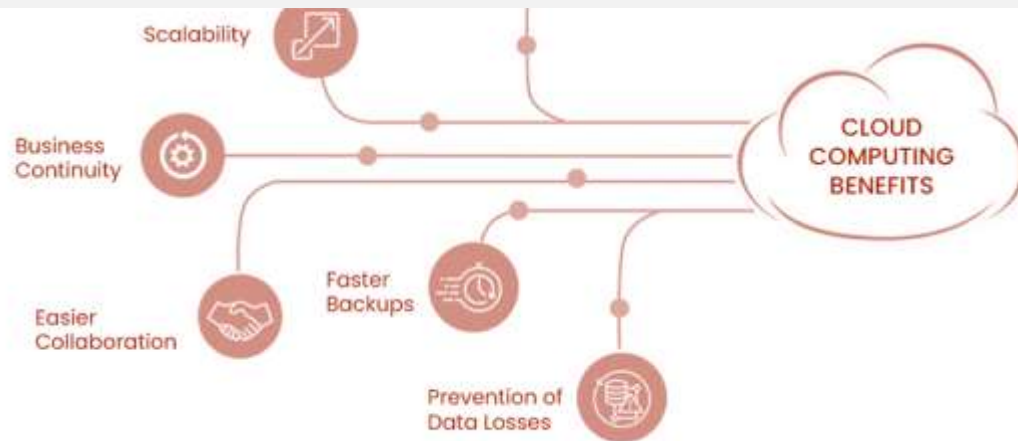 Scalability
CLOUD
COMPUTING
BENEFITS
Business
Continuity
Faster
Backups
Easier
Collaboration
Prevention of
Data Losses